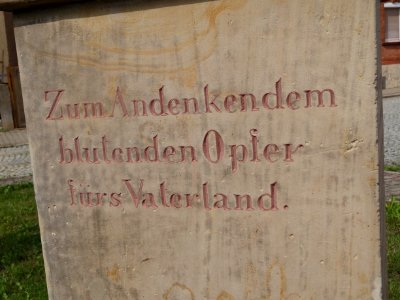 Zum Andenken dem
blutenden Opfer
fürs Vaterland.